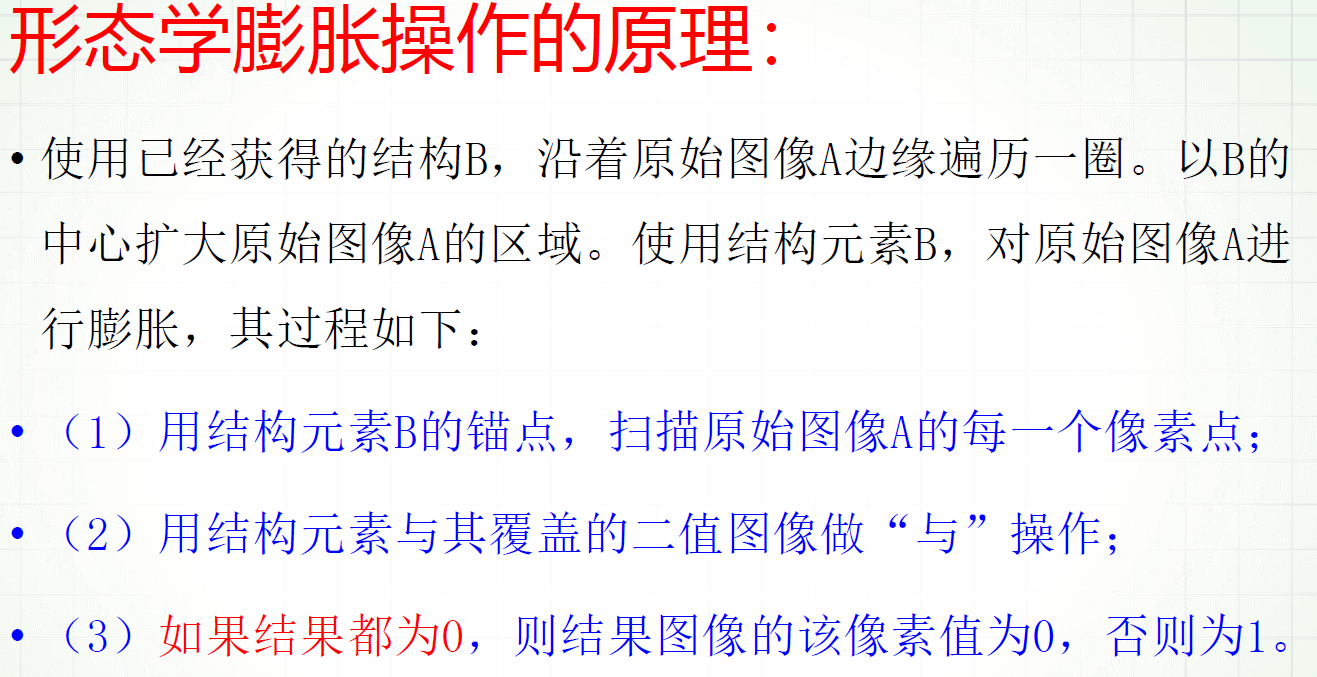 形态学膨胀操作的原理：
• 使用已经获得的结构B，沿着原始图像A边缘遍历一圈。以B的
中心扩大原始图像A的区域。使用结构元素B，对原始图像A进
行膨胀，其过程如下：
• （1）用结构元素B的锚点，扫描原始图像A的每一个像素点；
• （2）用结构元素与其覆盖的二值图像做“与”操作；
• （3）如果结果都为0，则结果图像的该像素值为0，否则为1。